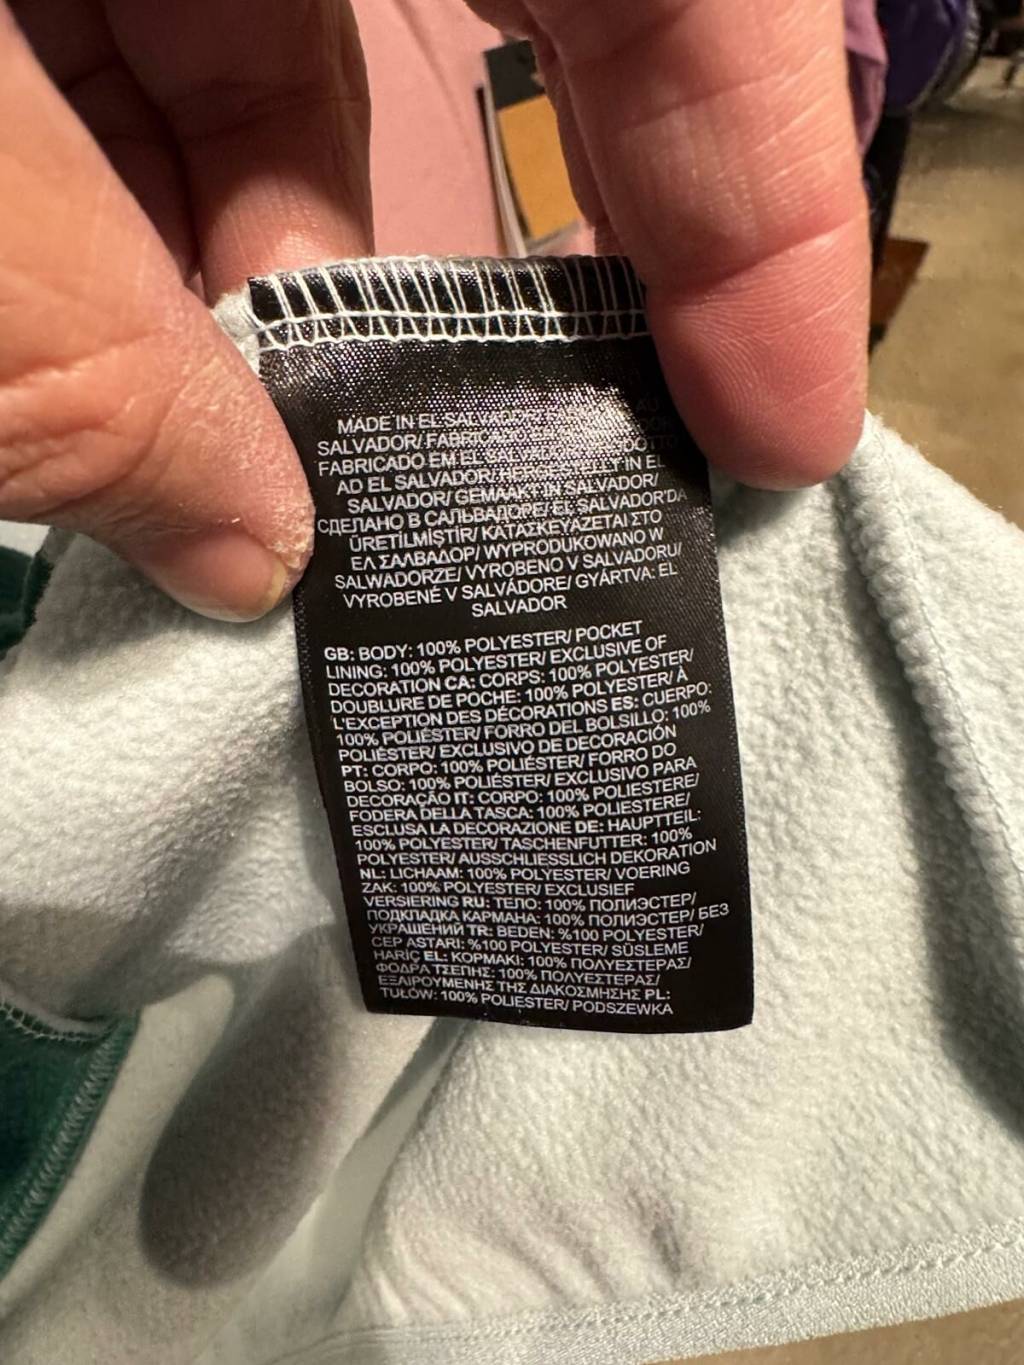 MADE IN EL SALVADOR/ AU
SALVADOR/ FABRICADO EN
FABRICADO EM EL SALVADOR/
AD EL SALVADOR/ HERGESTELLT IN EL
SALVADOR/ GEMAAKT IN SALVADOR/
СДЕЛАНО В САЛЬВАДОРЕ/ EL SALVADOR'DA
ÜRETİLMİŞTİR/ ΚΑΤΑΣΚΕΥΑΖΕΤΑΙ ΣΤΟ
ΕΛ ΣΑΛΒΑΔΟΡ/ WYPRODUKOWANO W
SALWADORZE/ VYROBENO V SALVADORU/
VYROBENÉ V SALVÁDORE/ GYÁRTVA: EL
SALVADOR
GB: BODY: 100% POLYESTER/ POCKET
LINING: 100% POLYESTER/ EXCLUSIVE OF
DECORATION CA: CORPS: 100% POLYESTER/
DOUBLURE DE POCHE: 100% POLYESTER/ À
L'EXCEPTION DES DÉCORATIONS ES: CUERPO:
100% POLIÉSTER/ FORRO DEL BOLSILLO: 100%
POLIÉSTER/ EXCLUSIVO DE DECORACIÓN
PT: CORPO: 100% POLIÉSTER/ FORRO DO
BOLSO: 100% POLIÉSTER/ EXCLUSIVO PARA
DECORAÇÃO IT: CORPO: 100% POLIESTERE/
FODERA DELLA TASCA: 100% POLIESTERE/
ESCLUSA LA DECORAZIONE DE: HAUPTTEIL:
100% POLYESTER/ TASCHENFUTTER: 100%
POLYESTER/ AUSSCHLIESSLICH DEKORATION
NL: LICHAAM: 100% POLYESTER/ VOERING
ZAK: 100% POLYESTER/ EXCLUSIEF
VERSIERING RU: ТЕЛО: 100% ПОЛИЭСТЕР/
ПОДКЛАДКА КАРМАНА: 100% ПОЛИЭСТЕР/ БЕЗ
УКРАШЕНИЙ TR: BEDEN: %100 POLYESTER/
CEP ASTARI: %100 POLYESTER/ SÜSLEME
HARİÇ EL: ΚΟΡΜΑΚΙ: 100% ΠΟΛΥΕΣΤΕΡΑΣ/
ΦΟΔΡΑ ΤΣΕΠΗΣ: 100% ΠΟΛΥΕΣΤΕΡΑΣ/
ΕΞΑΙΡΟΥΜΕΝΗΣ ΤΗΣ ΔΙΑΚΟΣΜΗΣΗΣ PL:
TUŁÓW: 100% POLIESTER/ PODSZEWKA